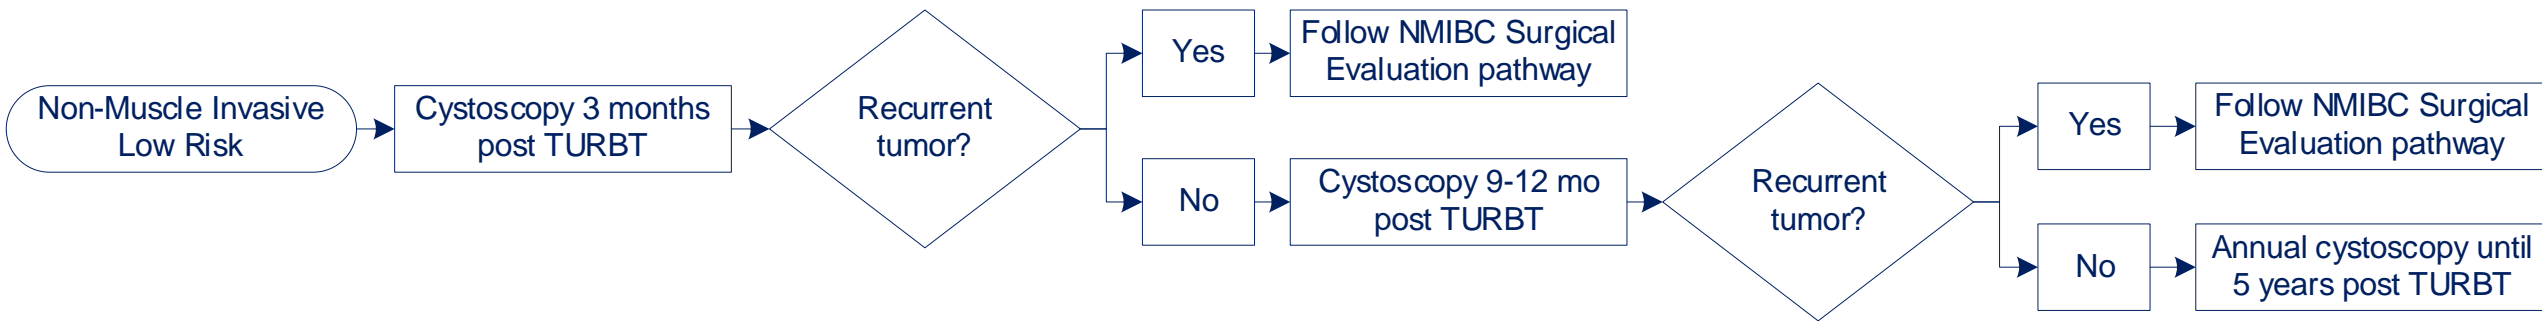 Non-Muscle Invasive
Low Risk
Cystoscopy 3 months
post TURBT
Recurrent
tumor?
Yes
Follow NMIBC Surgical
Evaluation pathway
No
Cystoscopy 9-12 mo
post TURBT
Recurrent
tumor?
Yes
Follow NMIBC Surgical
Evaluation pathway
No
Annual cystoscopy until
5 years post TURBT